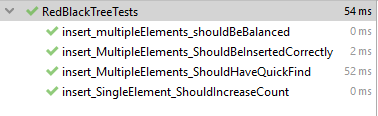 RedBlackTreeTests 54 ms
insert_multipleElements_shouldBeBalanced 0 ms
insert_MultipleElements_ShouldBeInsertedCorrectly 2 ms
insert_MultipleElements_ShouldHaveQuickFind 52 ms
insert_SingleElement_ShouldIncreaseCount 0 ms